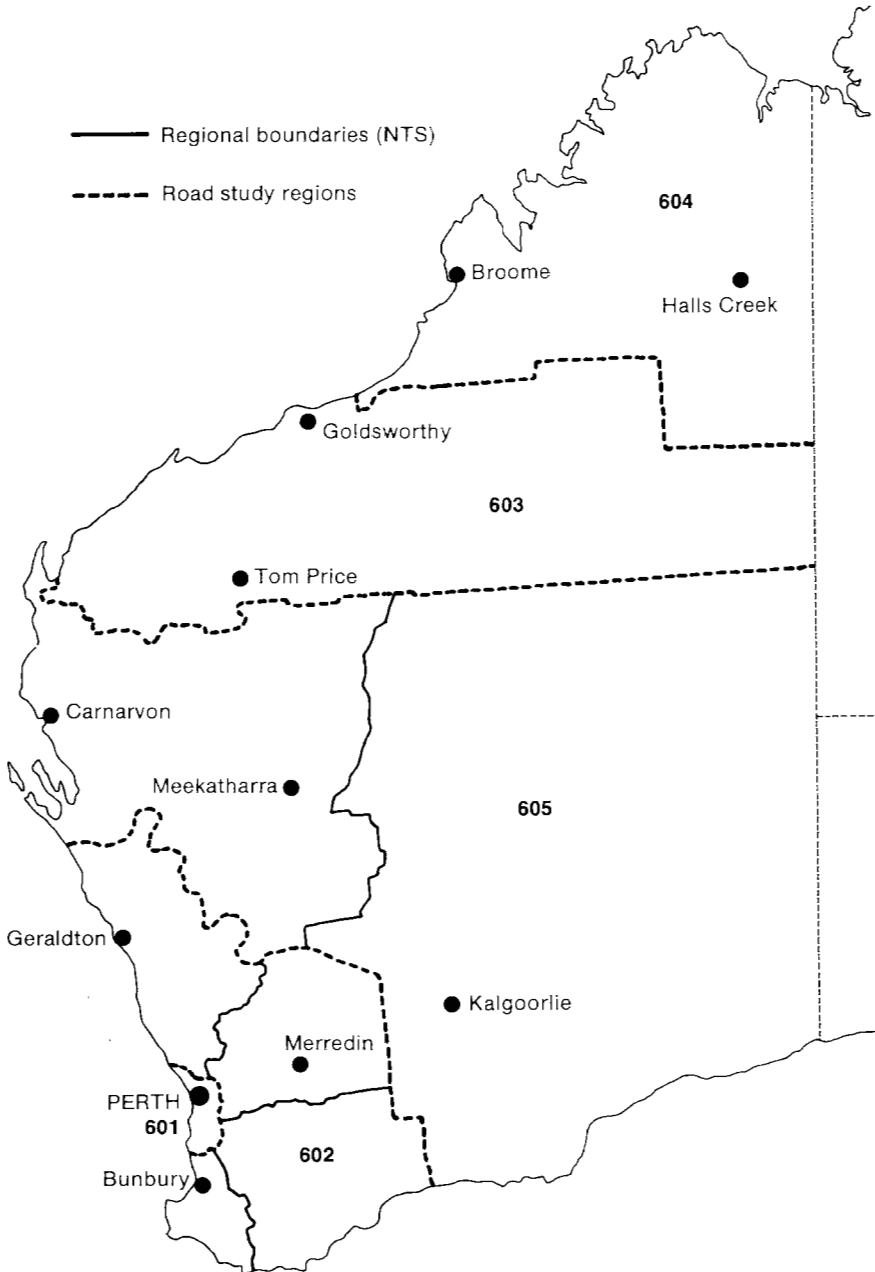 Regional boundaries (NTS)
Road study regions
604
Broome
Halls Creek
Goldsworthy
603
Tom Price
Carnarvon
Meekatharra
605
Geraldton
Kalgoorlie
Merredin
PERTH
601
602
Bunbury